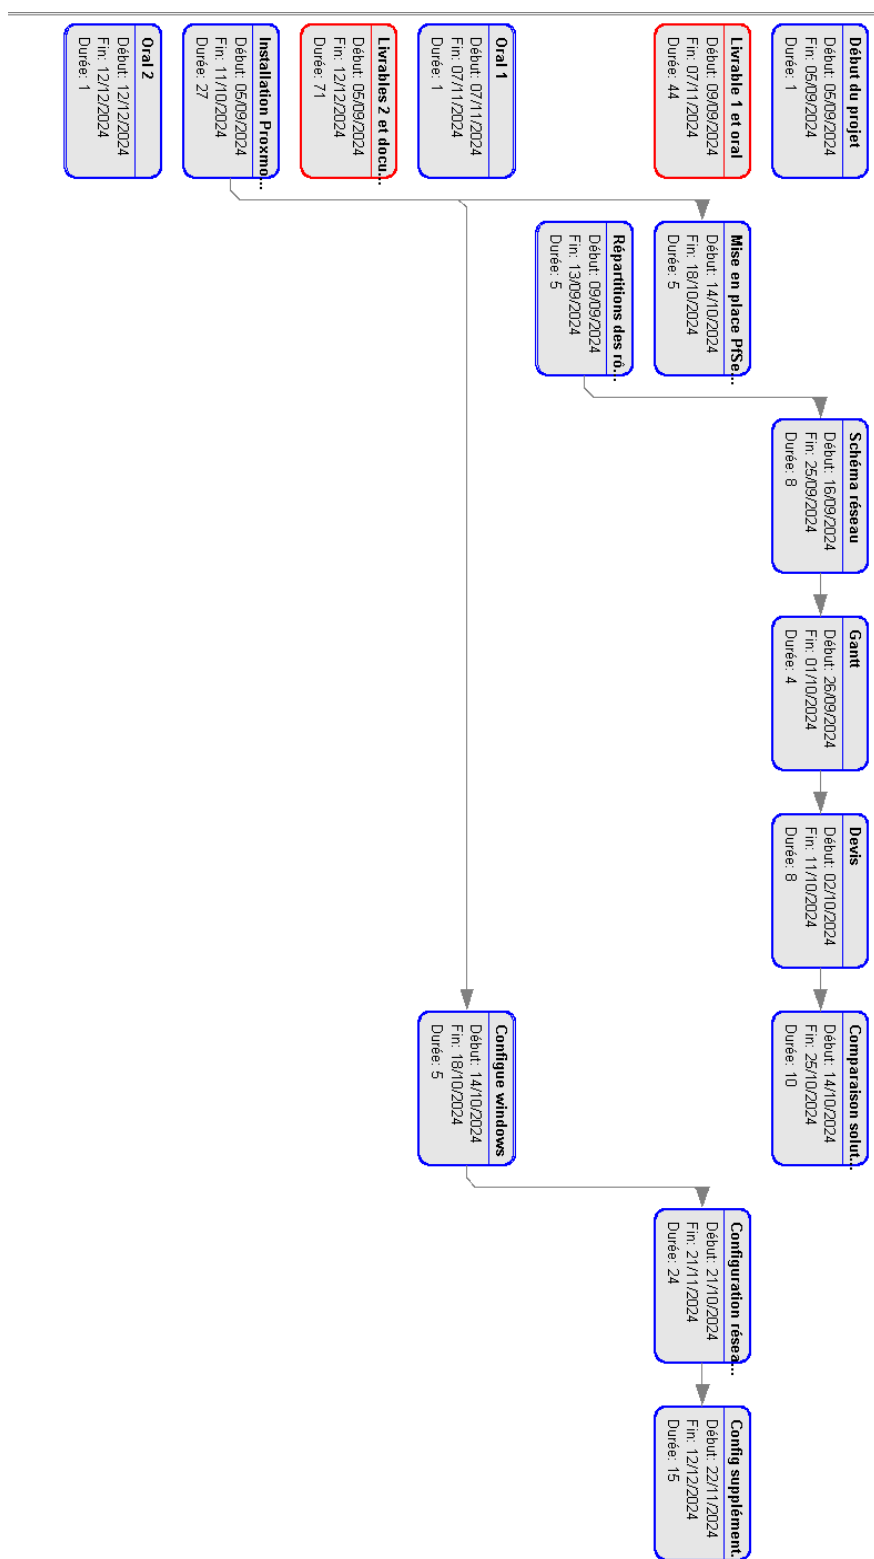 Début du projet
Début: 05/09/2024
Fin: 05/09/2024
Durée: 1
Livrable 1 et oral
Début: 09/09/2024
Fin: 07/11/2024
Durée: 44
Oral 1
Début: 07/11/2024
Fin: 07/11/2024
Durée: 1
Livrables 2 et docu...
Début: 05/09/2024
Fin: 12/12/2024
Durée: 71
Installation Proxmo...
Début: 05/09/2024
Fin: 11/10/2024
Durée: 27
Oral 2
Début: 12/12/2024
Fin: 12/12/2024
Durée: 1
Mise en place PfSe...
Début: 14/10/2024
Fin: 18/10/2024
Durée: 5
Répartitions des rô...
Début: 09/09/2024
Fin: 13/09/2024
Durée: 5
Schéma réseau
Début: 16/09/2024
Fin: 25/09/2024
Durée: 8
Gantt
Début: 26/09/2024
Fin: 01/10/2024
Durée: 4
Devis
Début: 02/10/2024
Fin: 11/10/2024
Durée: 8
Comparaison solut...
Début: 14/10/2024
Fin: 25/10/2024
Durée: 10
Configue windows
Début: 14/10/2024
Fin: 18/10/2024
Durée: 5
Configuration résea...
Début: 21/10/2024
Fin: 21/11/2024
Durée: 24
Config supplément...
Début: 22/11/2024
Fin: 12/12/2024
Durée: 15